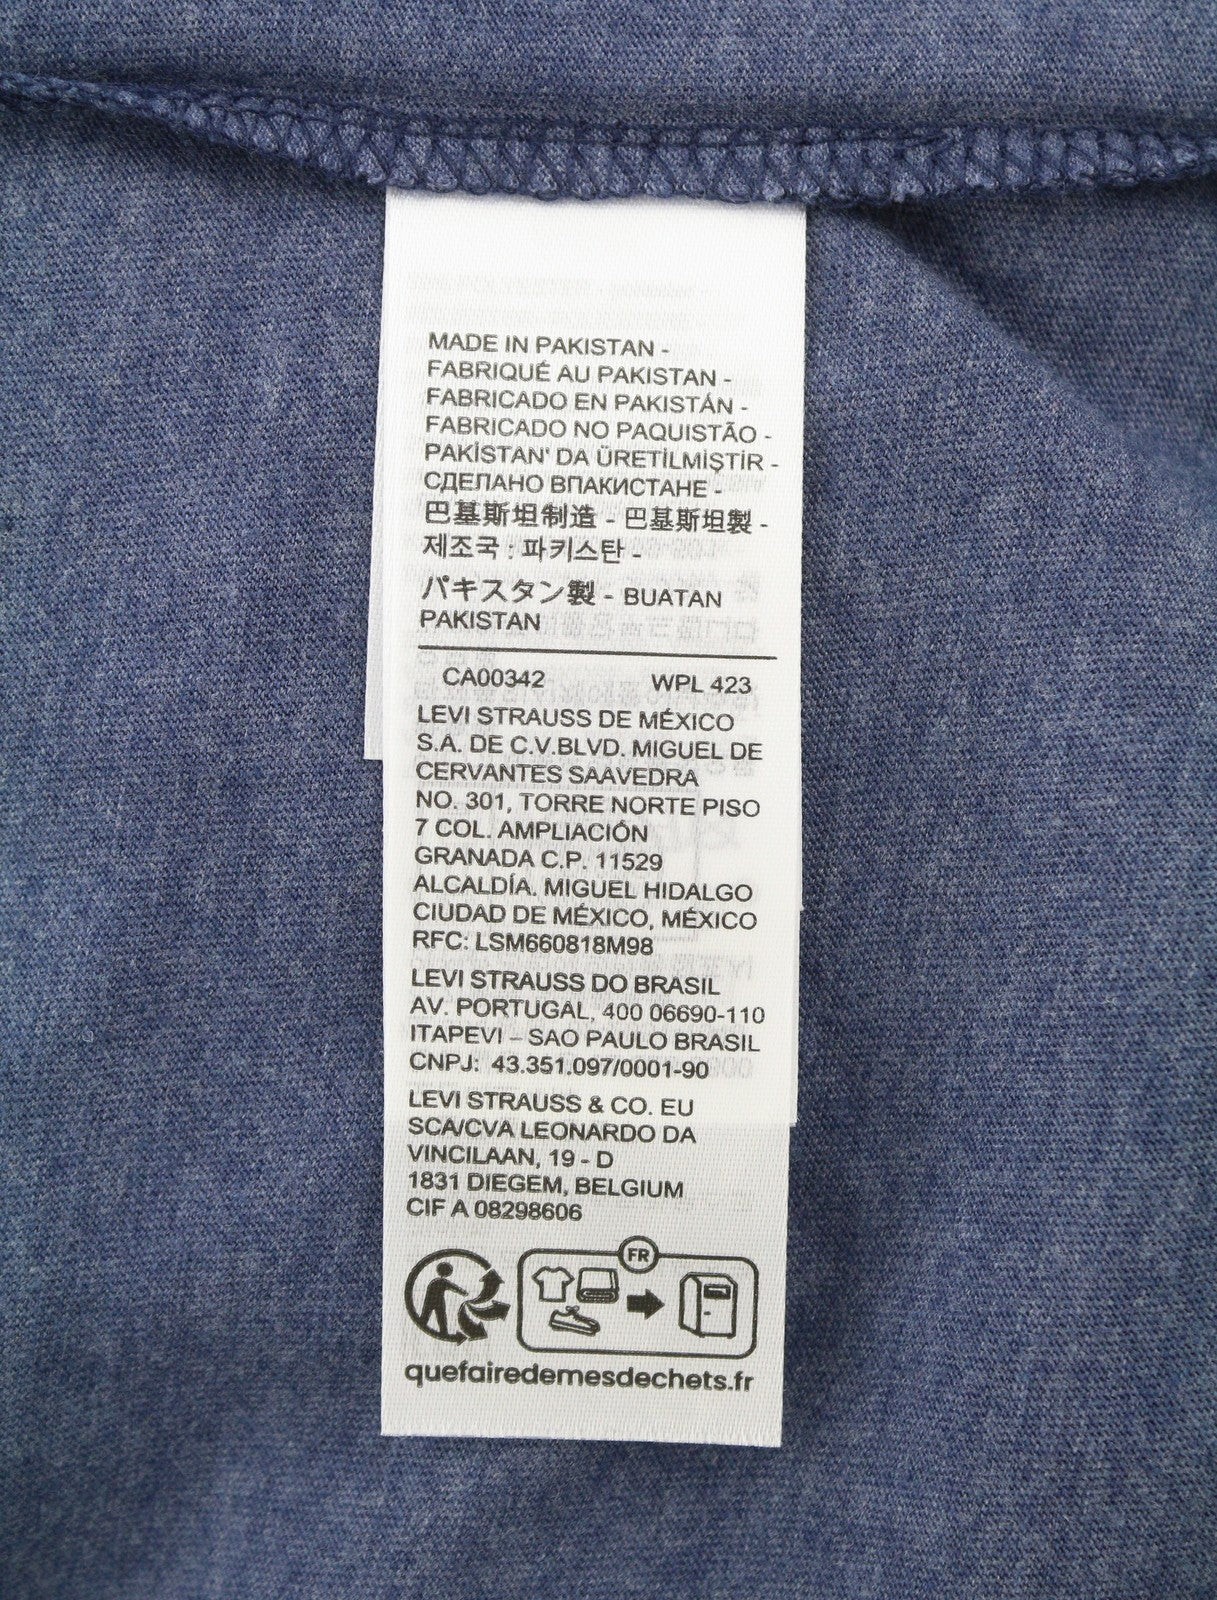 MADE IN PAKISTAN -
FABRIQUÉ AU PAKISTAN -
FABRICADO EN PAKISTÁN -
FABRICADO NO PAQUISTÃO -
PAKİSTAN' DA ÜRETİLMİŞTİR -
СДЕЛАНО ВПАКИСТАНЕ -
巴基斯坦制造 - 巴基斯坦製 -
제조국 : 파키스탄 -
パキスタン製 - BUATAN
PAKISTAN
CA00342 WPL 423
LEVI STRAUSS DE MÉXICO
S.A. DE C.V.BLVD. MIGUEL DE
CERVANTES SAAVEDRA
NO. 301, TORRE NORTE PISO
7 COL. AMPLIACIÓN
GRANADA C.P. 11529
ALCALDÍA. MIGUEL HIDALGO
CIUDAD DE MÉXICO, MÉXICO
RFC: LSM660818M98
LEVI STRAUSS DO BRASIL
AV. PORTUGAL, 400 06690-110
ITAPEVI – SAO PAULO BRASIL
CNPJ: 43.351.097/0001-90
LEVI STRAUSS & CO. EU
SCA/CVA LEONARDO DA
VINCILAAN, 19 - D
1831 DIEGEM, BELGIUM
CIF A 08298606
FR
quefairedemesdechets.fr